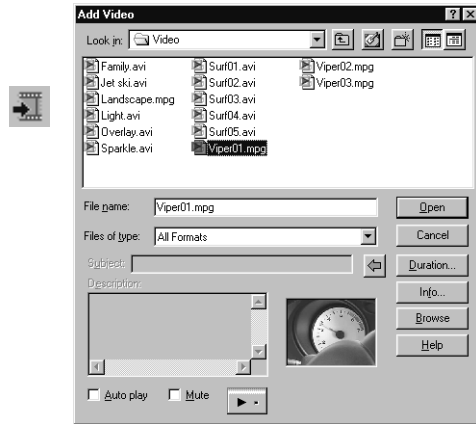 Add Video
Look in: Video
Family.avi Surf01.avi Viper02.mpg
Jet ski.avi Surf02.avi Viper03.mpg
Landscape.mpg Surf03.avi
Light.avi Surf04.avi
Overlay.avi Surf05.avi
Sparkle.avi Viper01.mpg
File name: Viper01.mpg Open
Files of type: All Formats Cancel
Subject: Duration...
Description: Info...
Browse
Help
Auto play Mute